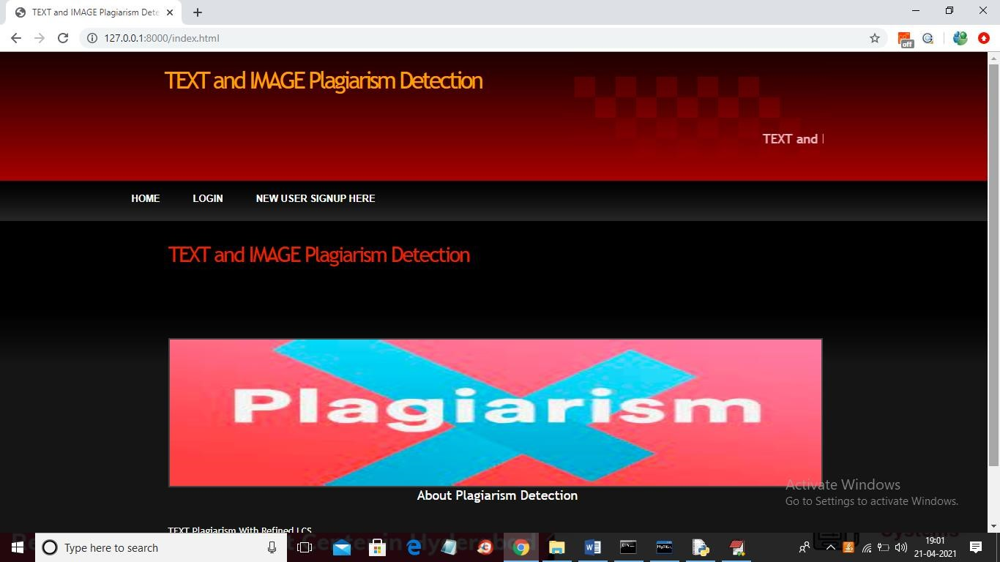 TEXT and IMAGE Plagiarism Dete
127.0.0.1:8000/index.html
off
TEXT and IMAGE Plagiarism Detection
TEXT and
HOME LOGIN NEW USER SIGNUP HERE
TEXT and IMAGE Plagiarism Detection
Plagiarism
About Plagiarism Detection
Activate Windows
Go to Settings to activate Windows.
TEXT Plagiarism With Refined LCS
Type here to search
19:01
21-04-2021